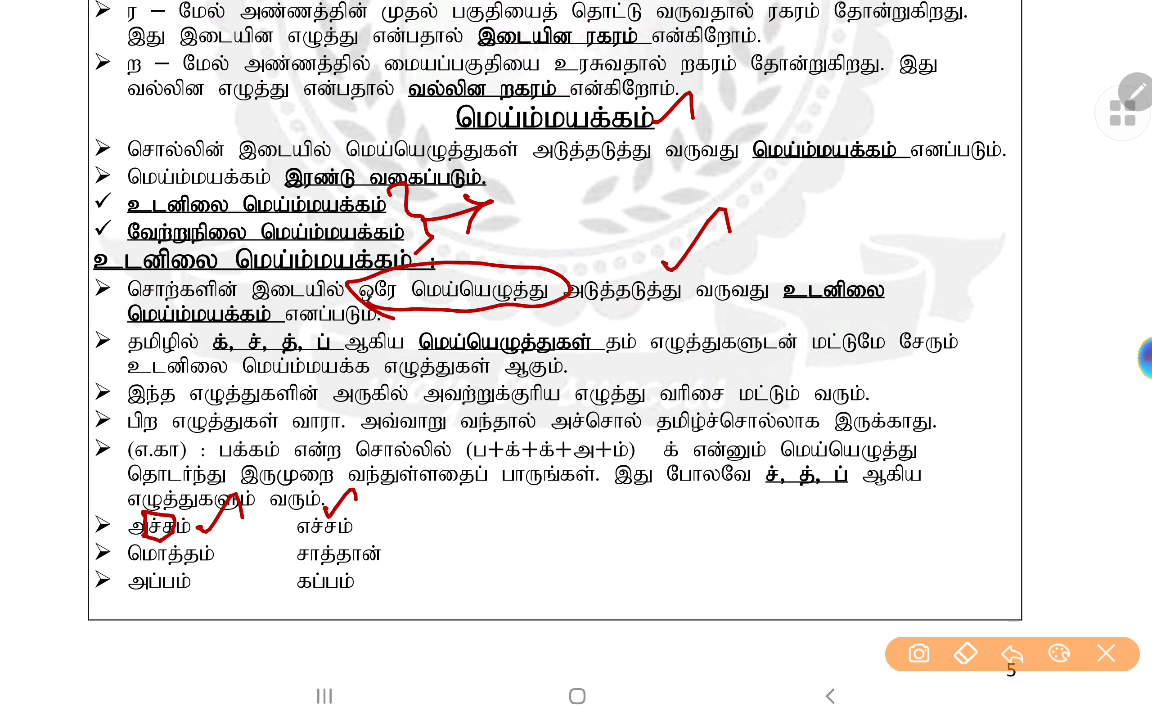 ➢ ர – மேல் அண்ணத்தின் முதல் பகுதியைத் தொட்டு வருவதால் ரகரம் தோன்றுகிறது.
இது இடையின எழுத்து என்பதால் இடையின ரகரம் என்கிறோம்.
➢ ற – மேல் அண்ணத்தில் மையப்பகுதியை உரசுவதால் றகரம் தோன்றுகிறது. இது
வல்லின எழுத்து என்பதால் வல்லின றகரம் என்கிறோம்.
மெய்ம்மயக்கம்
➢ சொல்லின் இடையில் மெய்யெழுத்துகள் அடுத்தடுத்து வருவது மெய்ம்மயக்கம் எனப்படும்.
➢ மெய்ம்மயக்கம் இரண்டு வகைப்படும்.
✓ உடனிலை மெய்ம்மயக்கம்
✓ வேற்றுநிலை மெய்ம்மயக்கம்
உடனிலை மெய்ம்மயக்கம் :
➢ சொற்களின் இடையில் ஒரே மெய்யெழுத்து அடுத்தடுத்து வருவது உடனிலை
மெய்ம்மயக்கம் எனப்படும்.
➢ தமிழில் க், ச், த், ப் ஆகிய மெய்யெழுத்துகள் தம் எழுத்துகளுடன் மட்டுமே சேரும்
உடனிலை மெய்ம்மயக்க எழுத்துகள் ஆகும்.
➢ இந்த எழுத்துகளின் அருகில் அவற்றுக்குரிய எழுத்து வரிசை மட்டும் வரும்.
➢ பிற எழுத்துகள் வாரா. அவ்வாறு வந்தால் அச்சொல் தமிழ்ச்சொல்லாக இருக்காது.
➢ (எ.கா) : பக்கம் என்ற சொல்லில் (ப+க்+க்+அ+ம்) க் என்னும் மெய்யெழுத்து
தொடர்ந்து இருமுறை வந்துள்ளதைப் பாருங்கள். இது போலவே ச், த், ப் ஆகிய
எழுத்துகளும் வரும்.
➢ அச்சம் எச்சம்
➢ மொத்தம் சாத்தான்
➢ அப்பம் கப்பம்
5